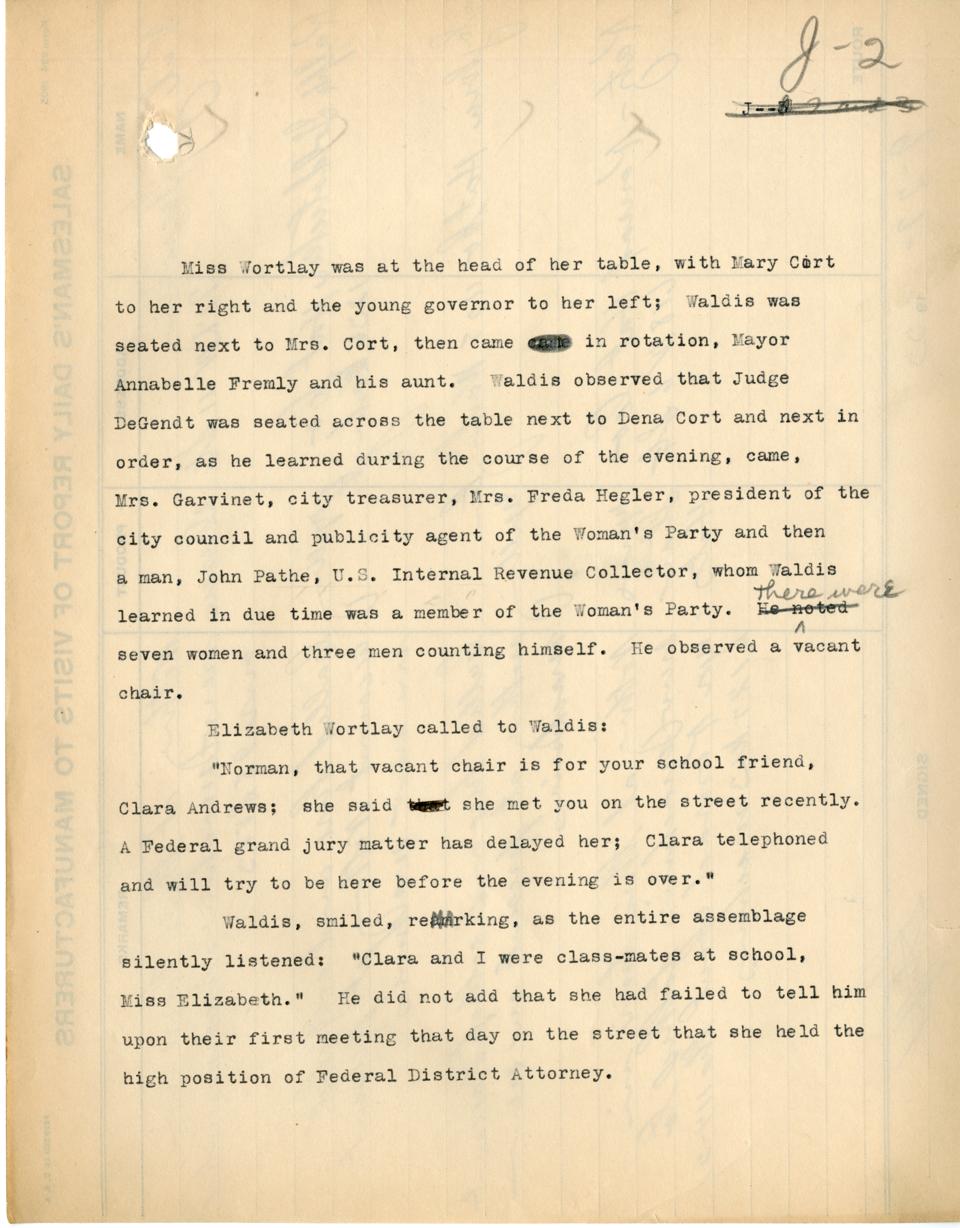 J-2
Miss Wortlay was at the head of her table, with Mary Cort
to her right and the young governor to her left; Waldis was
seated next to Mrs. Cort, then came came in rotation, Mayor
Annabelle Fremly and his aunt. Waldis observed that Judge
DeGendt was seated across the table next to Dena Cort and next in
order, as he learned during the course of the evening, came,
Mrs. Garvinet, city treasurer, Mrs. Freda Hegler, president of the
city council and publicity agent of the Woman's Party and then
a man, John Pathe, U.S. Internal Revenue Collector, whom Waldis
there were
learned in due time was a member of the Woman's Party. He noted
seven women and three men counting himself. He observed a vacant
chair.
Elizabeth Wortlay called to Waldis:
"Norman, that vacant chair is for your school friend,
Clara Andrews; she said that she met you on the street recently.
A Federal grand jury matter has delayed her; Clara telephoned
and will try to be here before the evening is over."
Waldis, smiled, remarking, as the entire assemblage
silently listened: "Clara and I were class-mates at school,
Miss Elizabeth." He did not add that she had failed to tell him
upon their first meeting that day on the street that she held the
high position of Federal District Attorney.
SALESMAN'S DAILY REPORT OF VISITS TO MANUFACTURERS
NAME
SIGNED